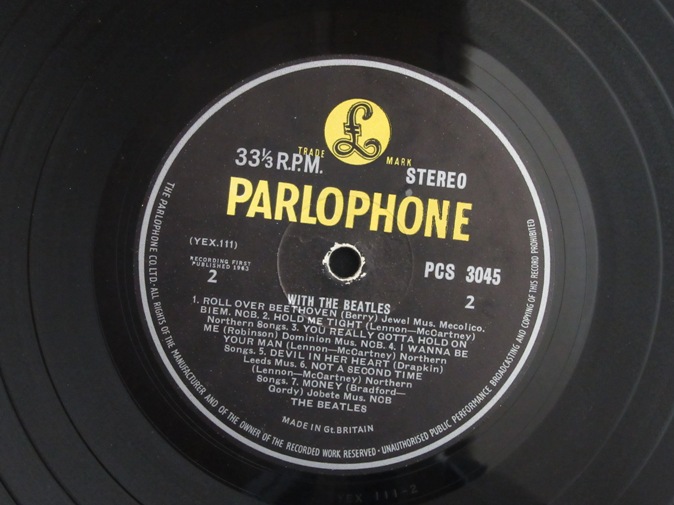 TRADE MARK
33⅓ R.P.M.
STEREO
PARLOPHONE
(YEX.111)
RECORDING FIRST
PUBLISHED 1963
2
PCS 3045
2
WITH THE BEATLES
1. ROLL OVER BEETHOVEN (Berry) Jewel Mus. Mecolico.
BIEM. NCB. 2. HOLD ME TIGHT (Lennon—McCartney)
Northern Songs. 3. YOU REALLY GOTTA HOLD ON
ME (Robinson) Dominion Mus. NCB. 4. I WANNA BE
YOUR MAN (Lennon—McCartney) Northern
Songs. 5. DEVIL IN HER HEART (Drapkin)
Leeds Mus. 6. NOT A SECOND TIME
(Lennon—McCartney) Northern
Songs. 7. MONEY (Bradford—
Gordy) Jobete Mus. NCB
THE BEATLES
MADE IN Gt. BRITAIN
THE PARLOPHONE CO. LTD.·ALL RIGHTS OF THE MANUFACTURER AND OF THE OWNER OF THE RECORDED WORK RESERVED·UNAUTHORISED PUBLIC PERFORMANCE BROADCASTING AND COPYING OF THIS RECORD PROHIBITED
YEX 111-2